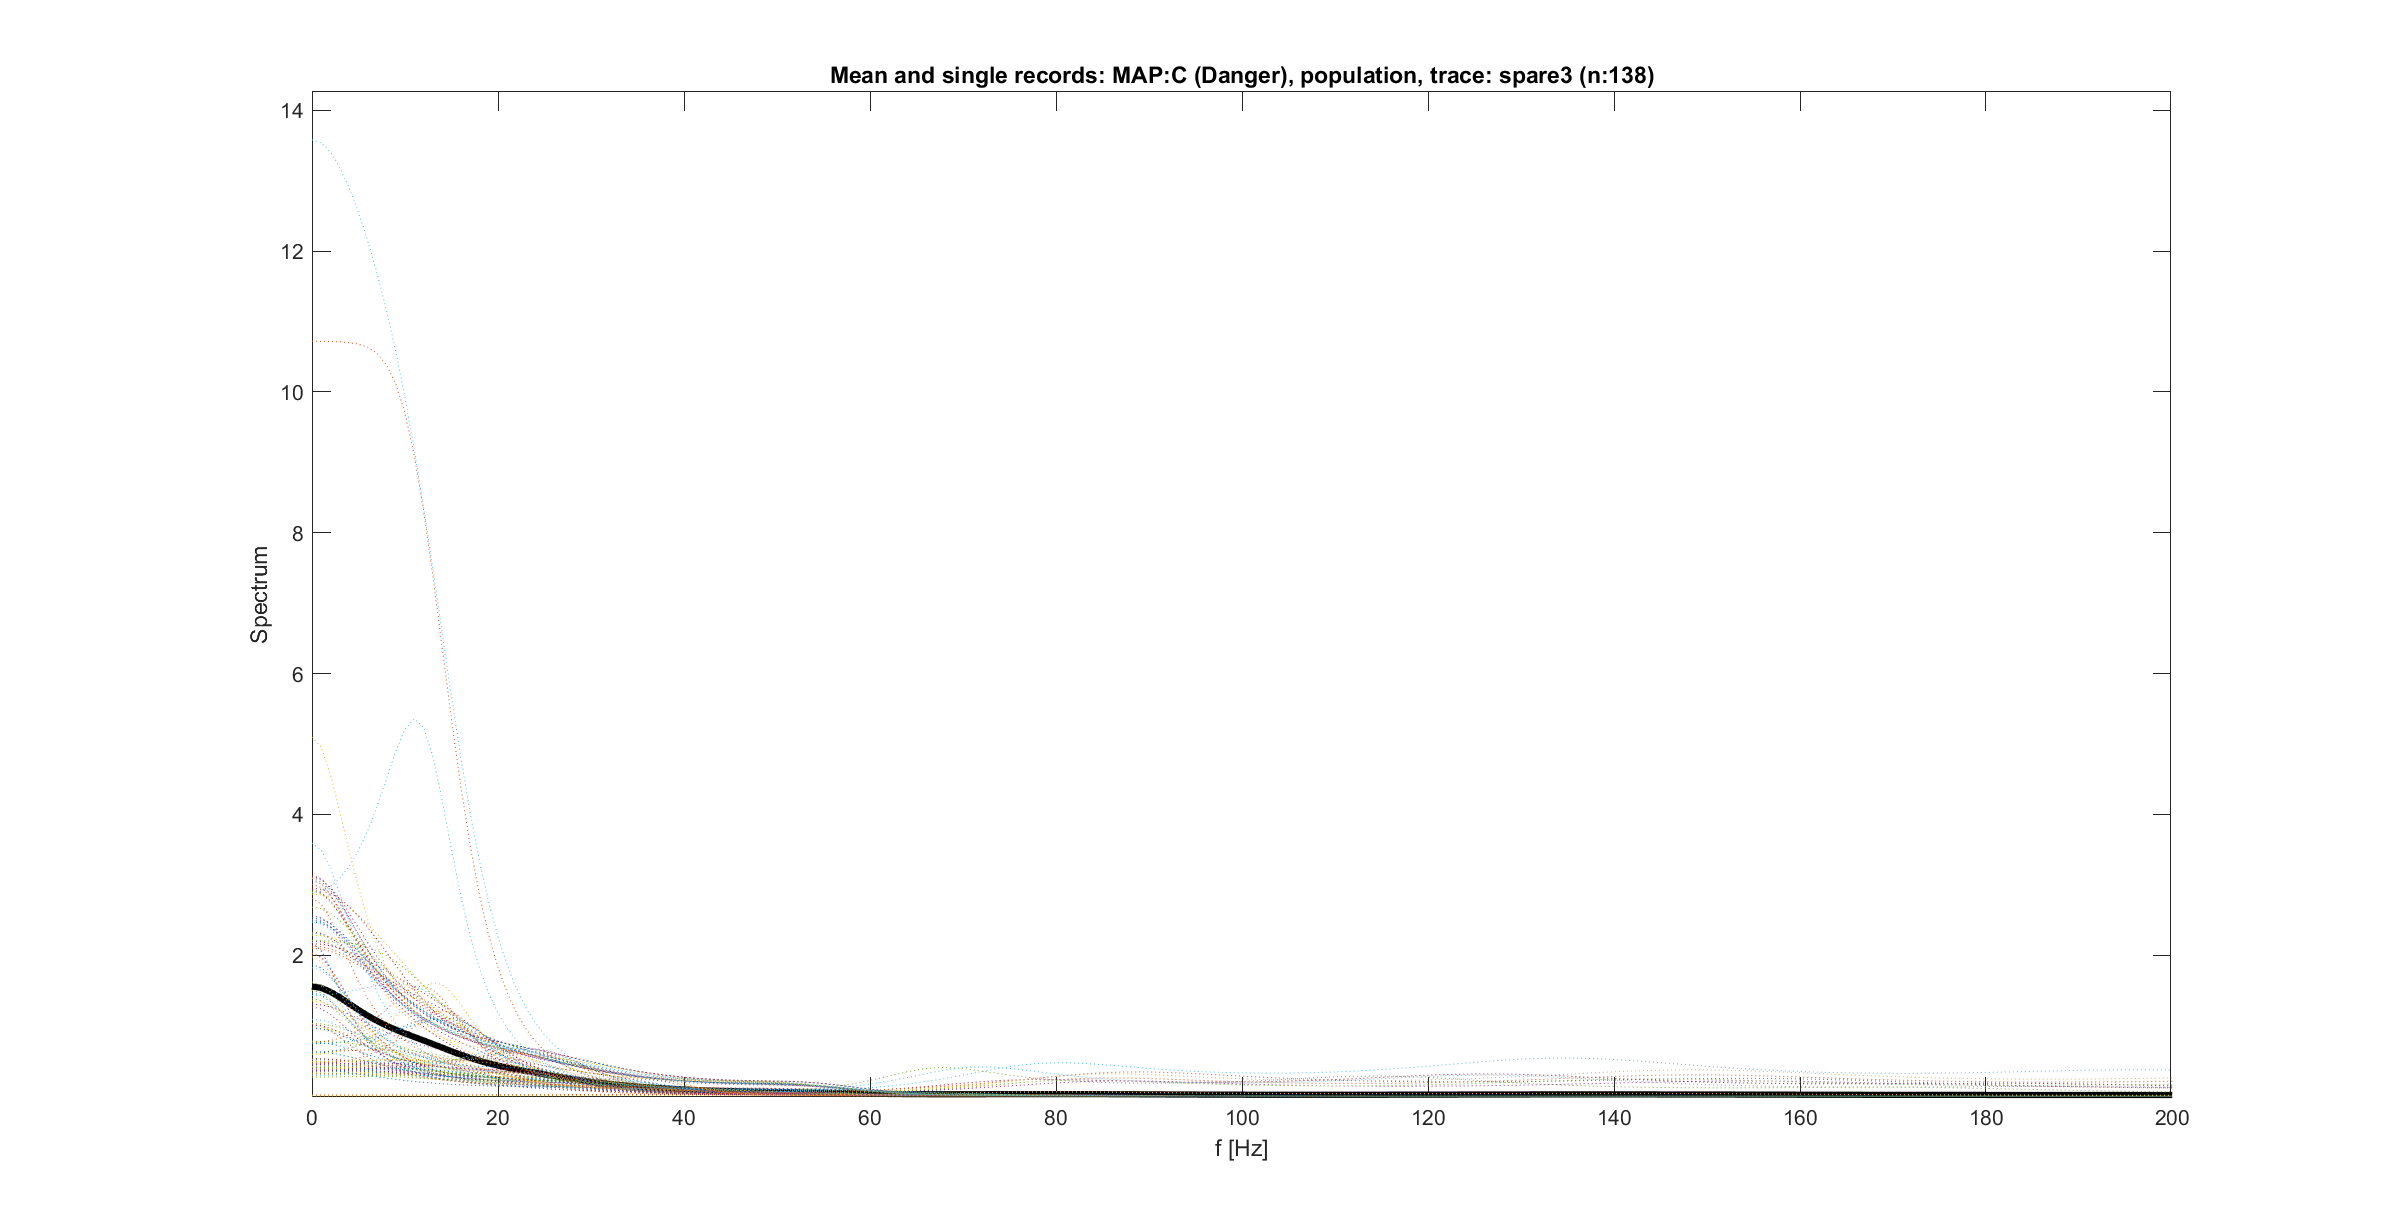 Mean and single records: MAP:C (Danger), population, trace: spare3 (n:138)
14
12
10
8
6
4
2
Spectrum
0 20 40 60 80 100 120 140 160 180 200
f [Hz]